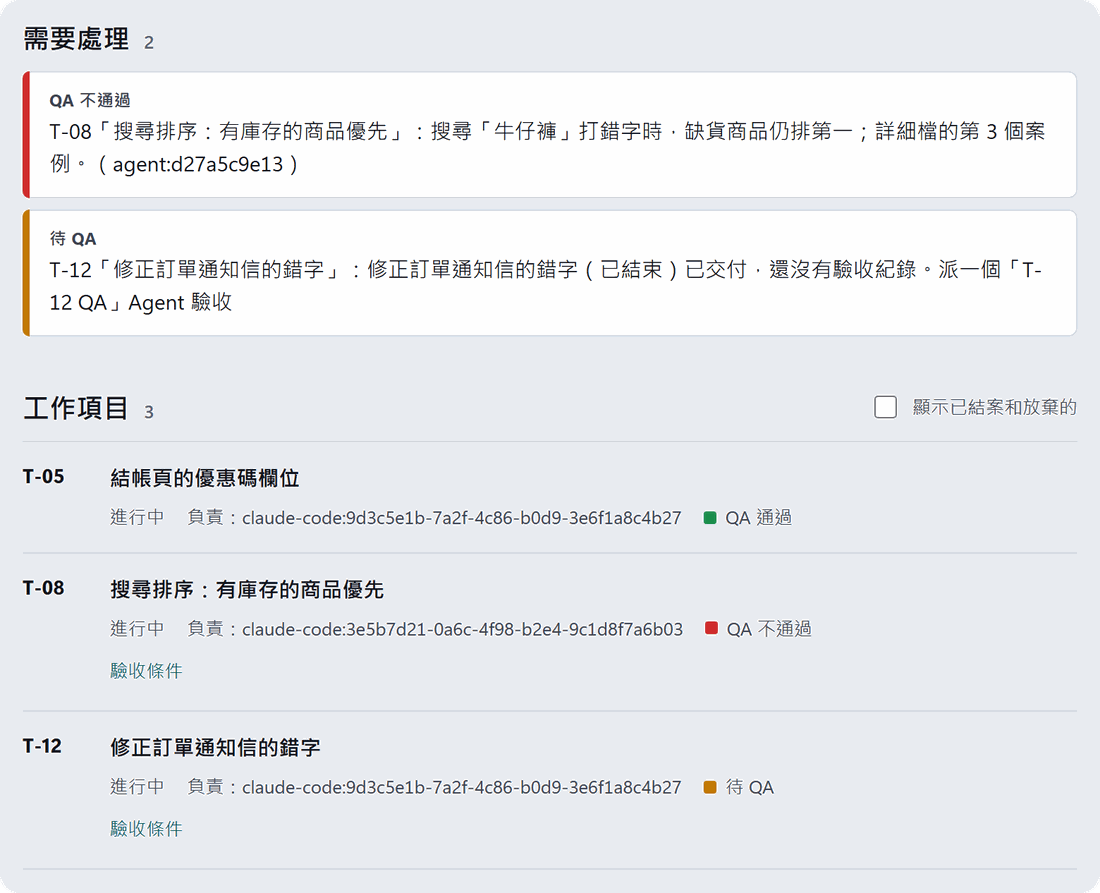 需要處理 2
QA 不通過
T-08「搜尋排序：有庫存的商品優先」：搜尋「牛仔褲」打錯字時，缺貨商品仍排第一；詳細檔的第 3 個案
例。（agent:d27a5c9e13）
待 QA
T-12「修正訂單通知信的錯字」：修正訂單通知信的錯字（已結束）已交付，還沒有驗收紀錄。派一個「T-
12 QA」Agent 驗收
工作項目 3
顯示已結案和放棄的
T-05 結帳頁的優惠碼欄位
進行中 負責：claude-code:9d3c5e1b-7a2f-4c86-b0d9-3e6f1a8c4b27 QA 通過
T-08 搜尋排序：有庫存的商品優先
進行中 負責：claude-code:3e5b7d21-0a6c-4f98-b2e4-9c1d8f7a6b03 QA 不通過
驗收條件
T-12 修正訂單通知信的錯字
進行中 負責：claude-code:9d3c5e1b-7a2f-4c86-b0d9-3e6f1a8c4b27 待 QA
驗收條件